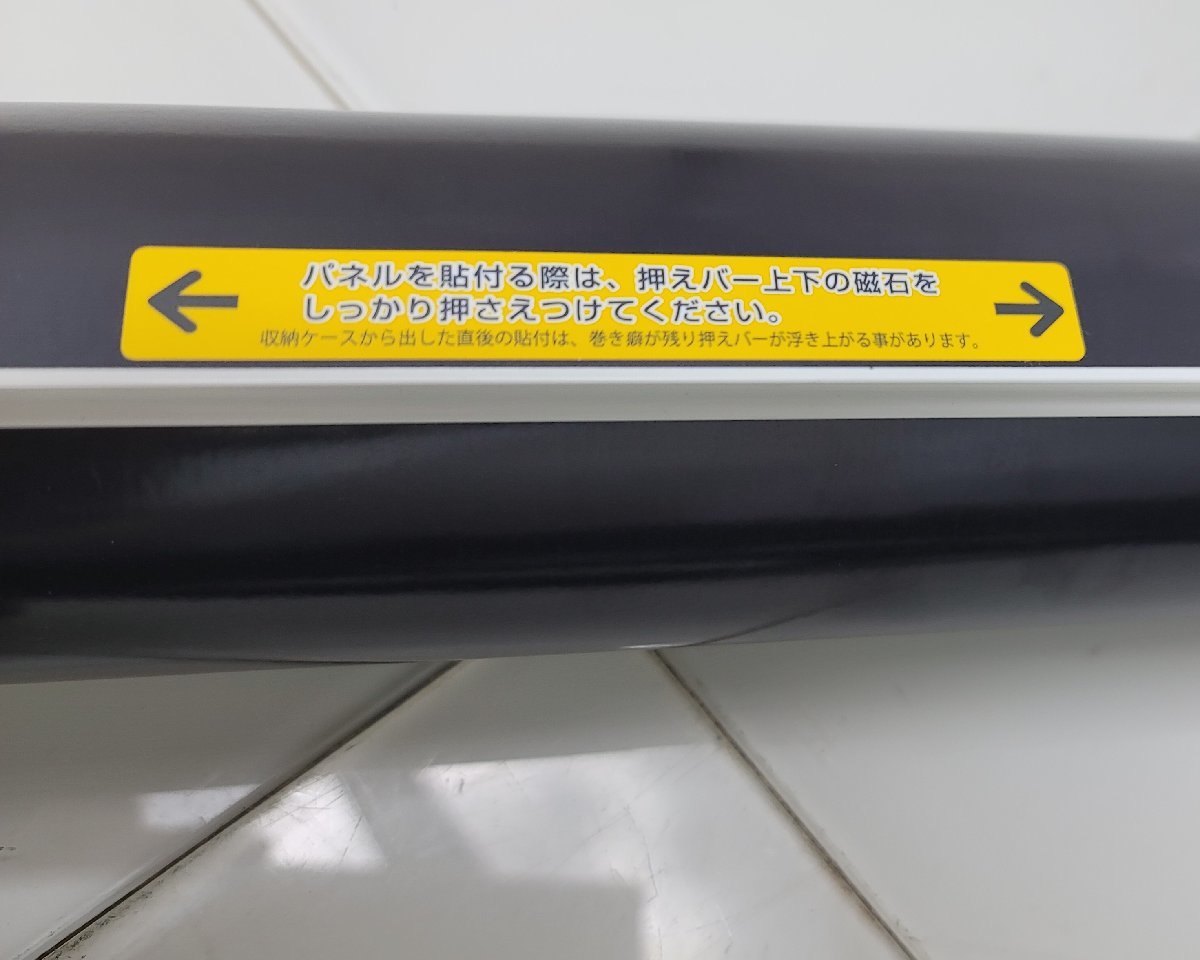 パネルを貼付る際は、押えバー上下の磁石を
しっかり押さえつけてください。
収納ケースから出した直後の貼付は、巻き癖が残り押えバーが浮き上がる事があります。